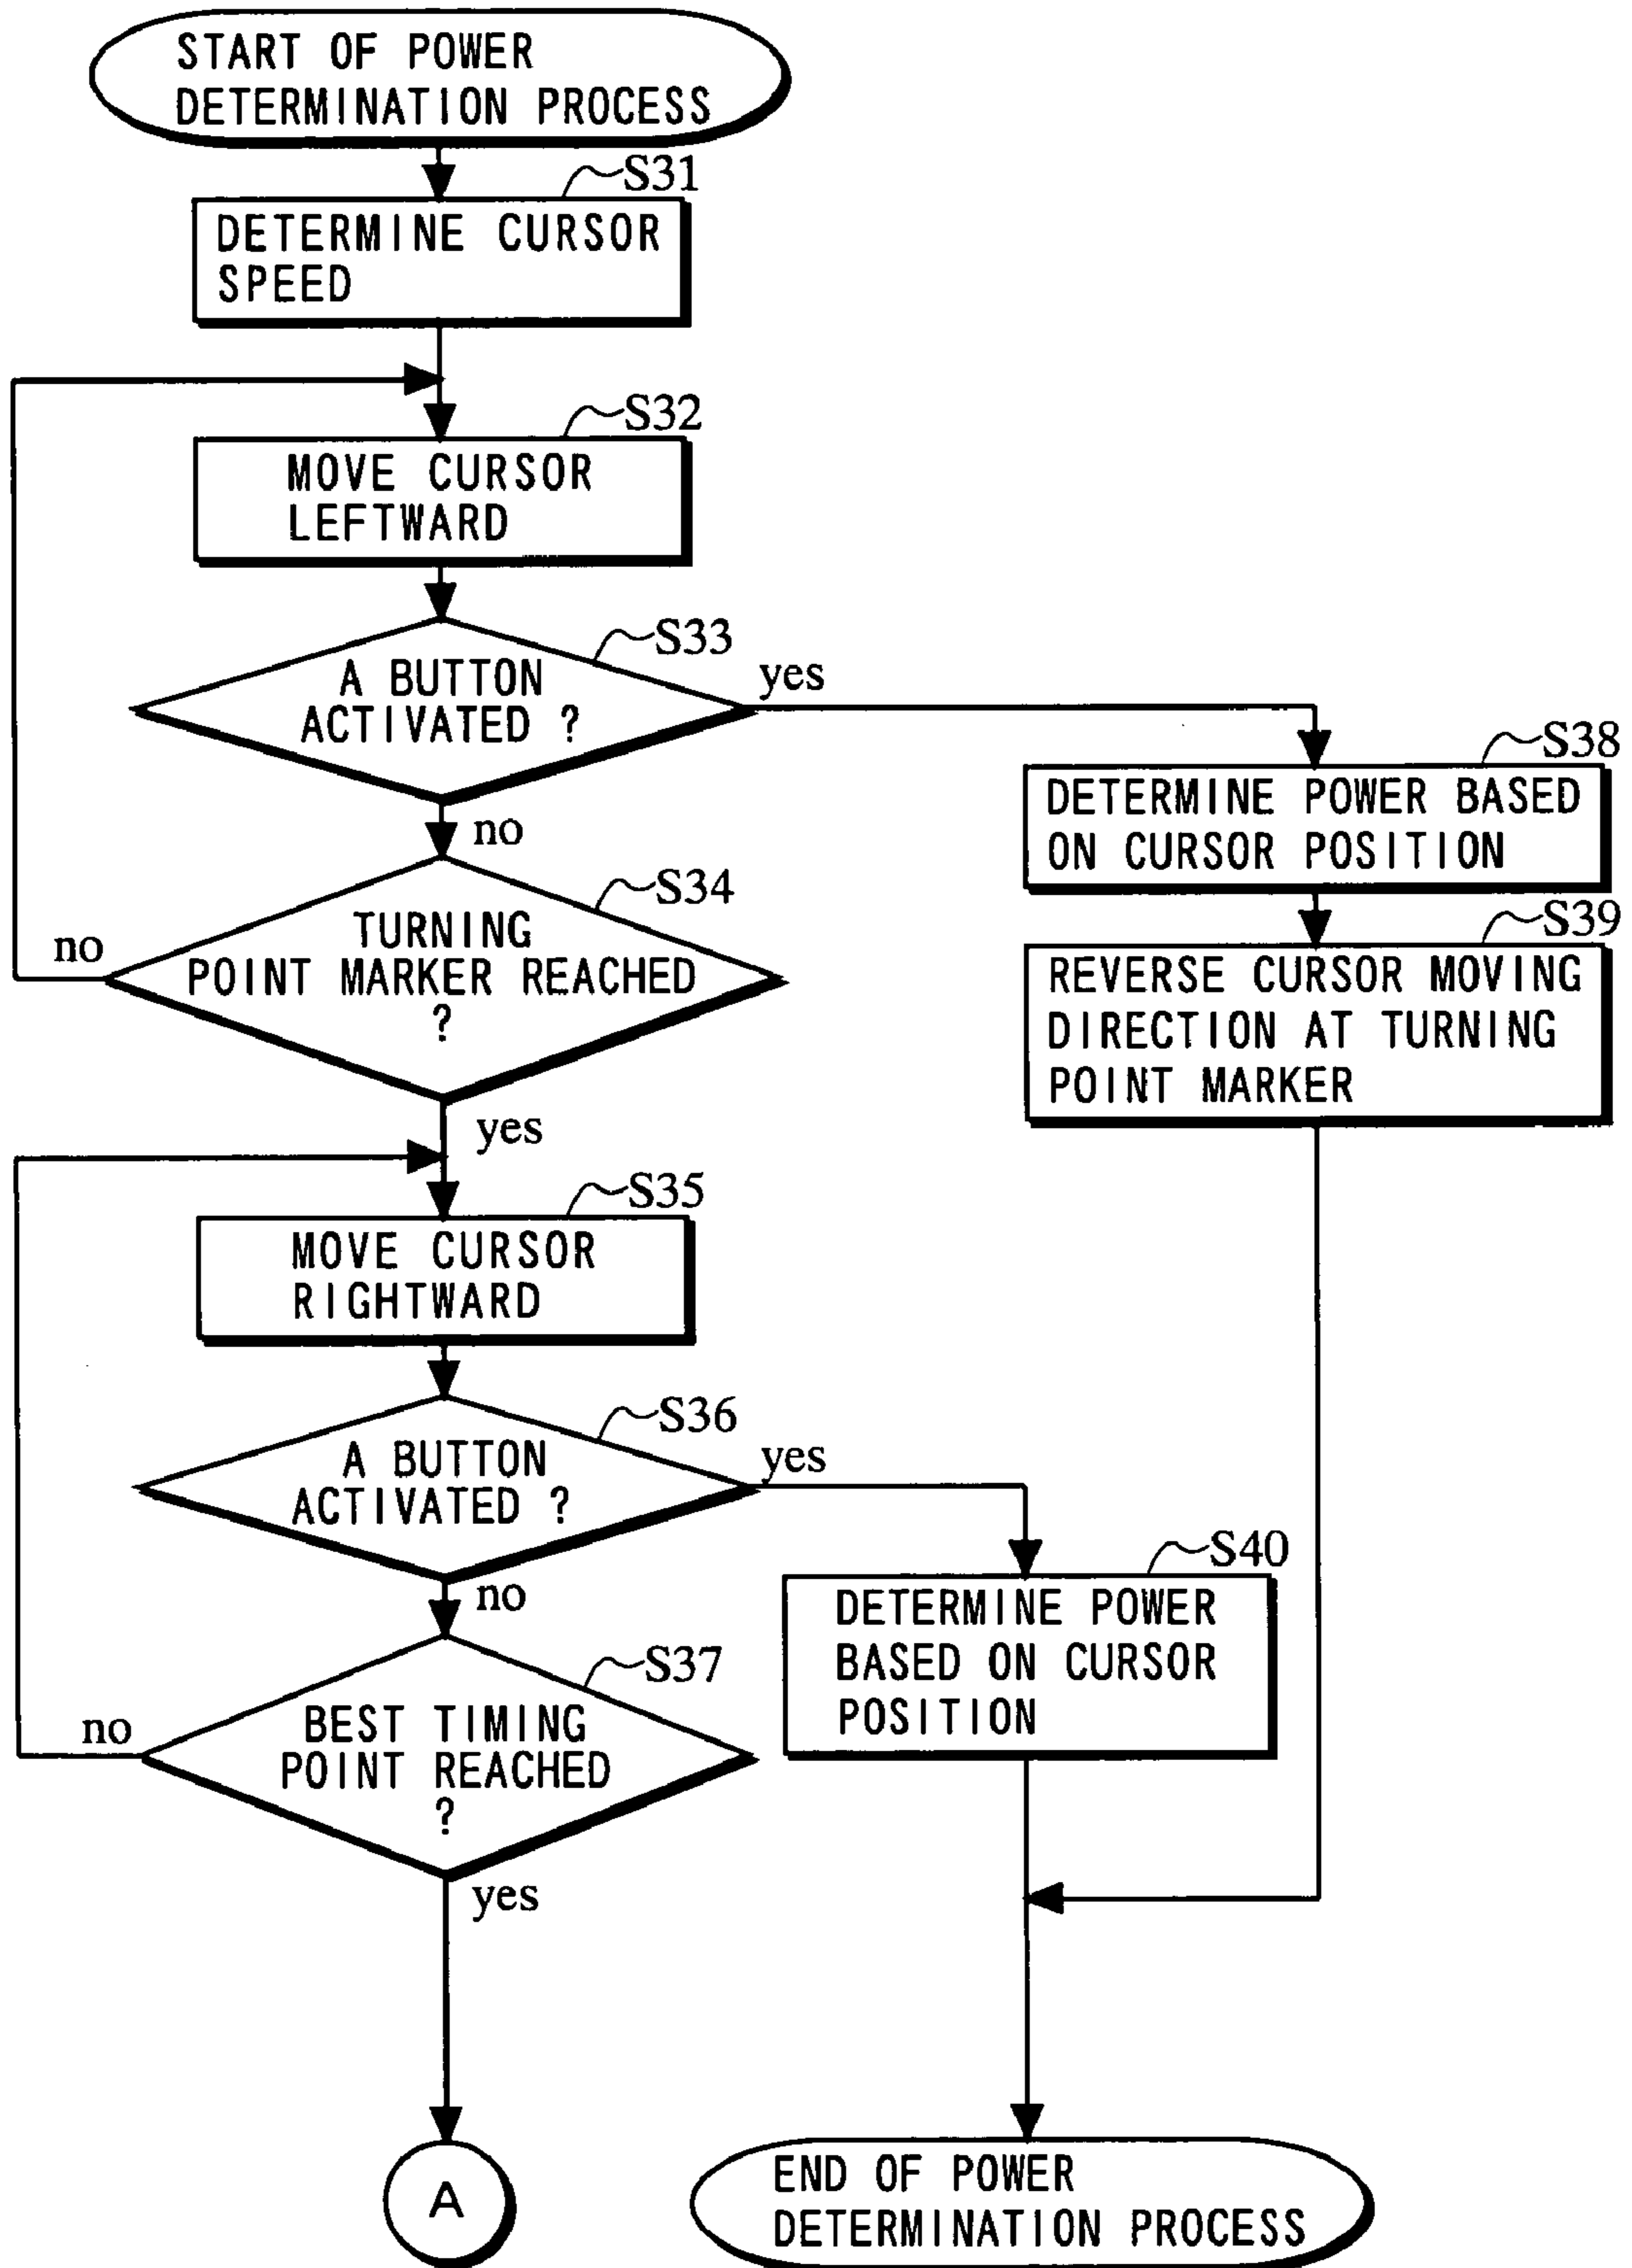 START OF POWER
DETERMINATION PROCESS
S31
DETERMINE CURSOR
SPEED
S32
MOVE CURSOR
LEFTWARD
S33
A BUTTON
ACTIVATED ?
yes
no
S34
TURNING
POINT MARKER REACHED
?
no
yes
S38
DETERMINE POWER BASED
ON CURSOR POSITION
S39
REVERSE CURSOR MOVING
DIRECTION AT TURNING
POINT MARKER
S35
MOVE CURSOR
RIGHTWARD
S36
A BUTTON
ACTIVATED ?
yes
no
S37
BEST TIMING
POINT REACHED
?
no
yes
S40
DETERMINE POWER
BASED ON CURSOR
POSITION
A
END OF POWER
DETERMINATION PROCESS